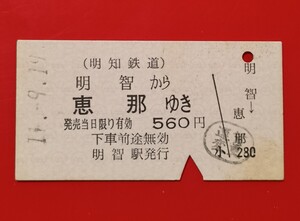 (明知鉄道)
明智から
恵那ゆき
発売当日限り有効 560円
下車前途無効
明智駅発行
明智→恵那
小 280